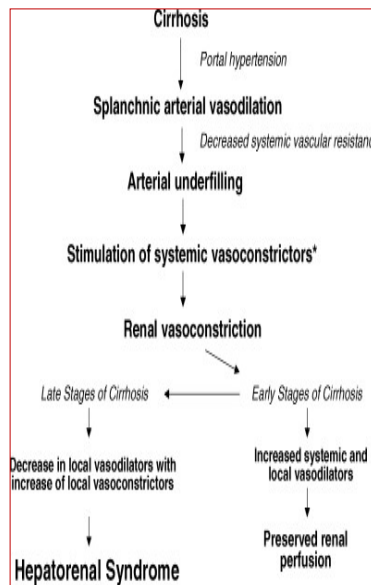 Cirrhosis
Portal hypertension
Splanchnic arterial vasodilation
Decreased systemic vascular resistanc
Arterial underfilling
Stimulation of systemic vasoconstrictors*
Renal vasoconstriction
Late Stages of Cirrhosis
Early Stages of Cirrhosis
Decrease in local vasodilators with
increase of local vasoconstrictors
Increased systemic and
local vasodilators
Hepatorenal Syndrome
Preserved renal
perfusion